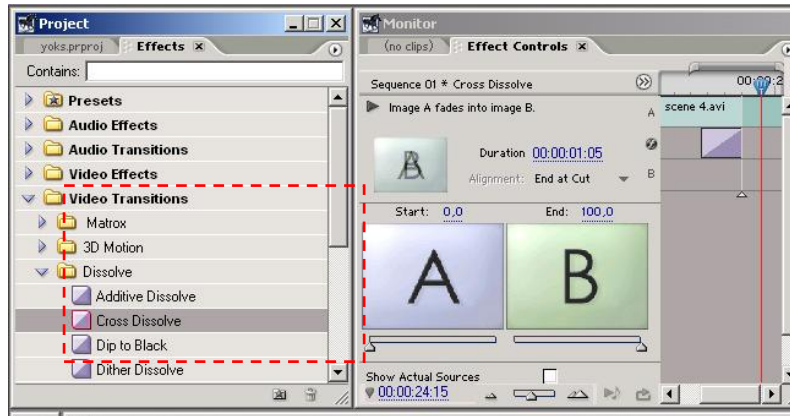 Project
yoks.prproj Effects
Contains:
Presets
Audio Effects
Audio Transitions
Video Effects
Video Transitions
Matrox
3D Motion
Dissolve
Additive Dissolve
Cross Dissolve
Dip to Black
Dither Dissolve
Monitor
(no clips) Effect Controls
Sequence 01 * Cross Dissolve
Image A fades into image B.
Duration 00:00:01:05
Alignment: End at Cut
Start: 0,0 End: 100,0
A B
Show Actual Sources
00:00:24:15
scene 4.avi
A
B